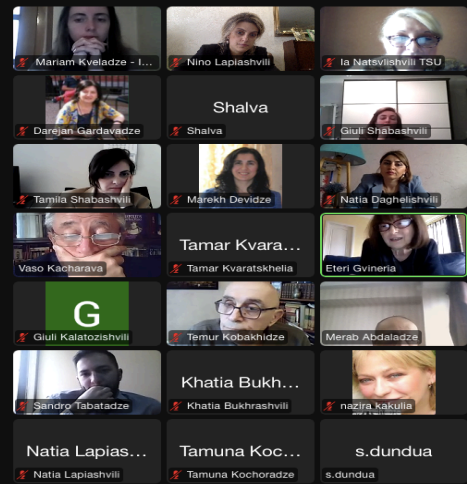 Mariam Kveladze - I...
Nino Lapiashvili
Ia Natsvlishvili TSU
Darejan Gardavadze
Shalva
Shalva
Giuli Shabashvili
Tamila Shabashvili
Marekh Devidze
Natia Daghelishvili
Vaso Kacharava
Tamar Kvara...
Tamar Kvaratskhelia
Eteri Gvineria
G
Giuli Kalatozishvili
Temur Kobakhidze
Merab Abdaladze
Sandro Tabatadze
Khatia Bukh...
Khatia Bukhrashvili
nazira kakulia
Natia Lapias...
Natia Lapiashvili
Tamuna Koc...
Tamuna Kochoradze
s.dundua
s.dundua